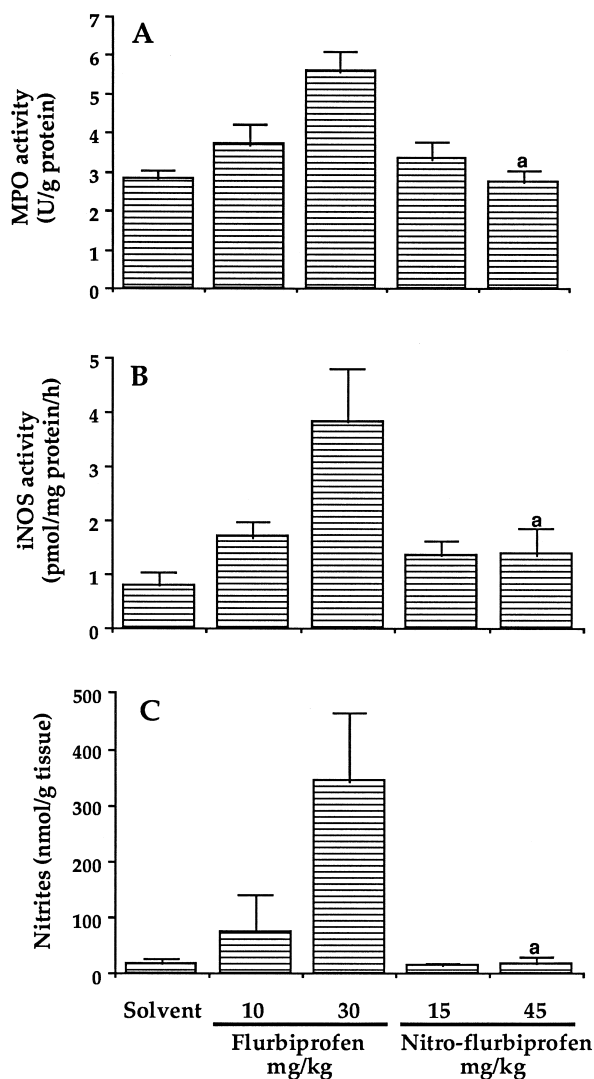 A
MPO activity
(U/g protein)
7
6
5
4
3
2
1
0
a
B
iNOS activity
(pmol/mg protein/h)
5
4
3
2
1
0
a
C
Nitrites (nmol/g tissue)
500
400
300
200
100
0
a
Solvent 10 30 15 45
Flurbiprofen Nitro-flurbiprofen
mg/kg mg/kg